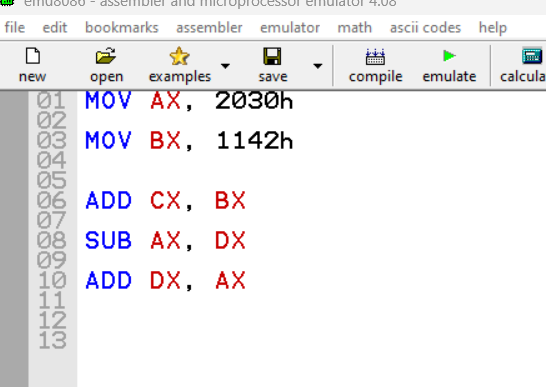 emu8086 - assembler and microprocessor emulator 4.08
file edit bookmarks assembler emulator math ascii codes help
new open examples save compile emulate calcula
01 MOV AX, 2030h
02
03 MOV BX, 1142h
04
05
06 ADD CX, BX
07
08 SUB AX, DX
09
10 ADD DX, AX
11
12
13